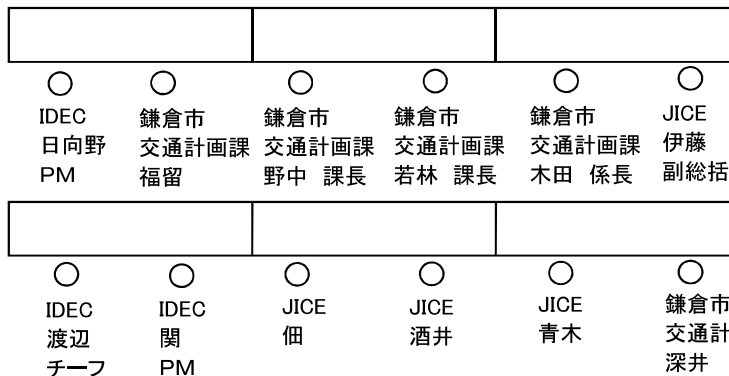 IDEC
日向野
PM
鎌倉市
交通計画課
福留
鎌倉市
交通計画課
野中 課長
鎌倉市
交通計画課
若林 課長
鎌倉市
交通計画課
木田 係長
JICE
伊藤
副総括
IDEC
渡辺
チーフ
IDEC
関
PM
JICE
佃
JICE
酒井
JICE
青木
鎌倉市
交通計
深井